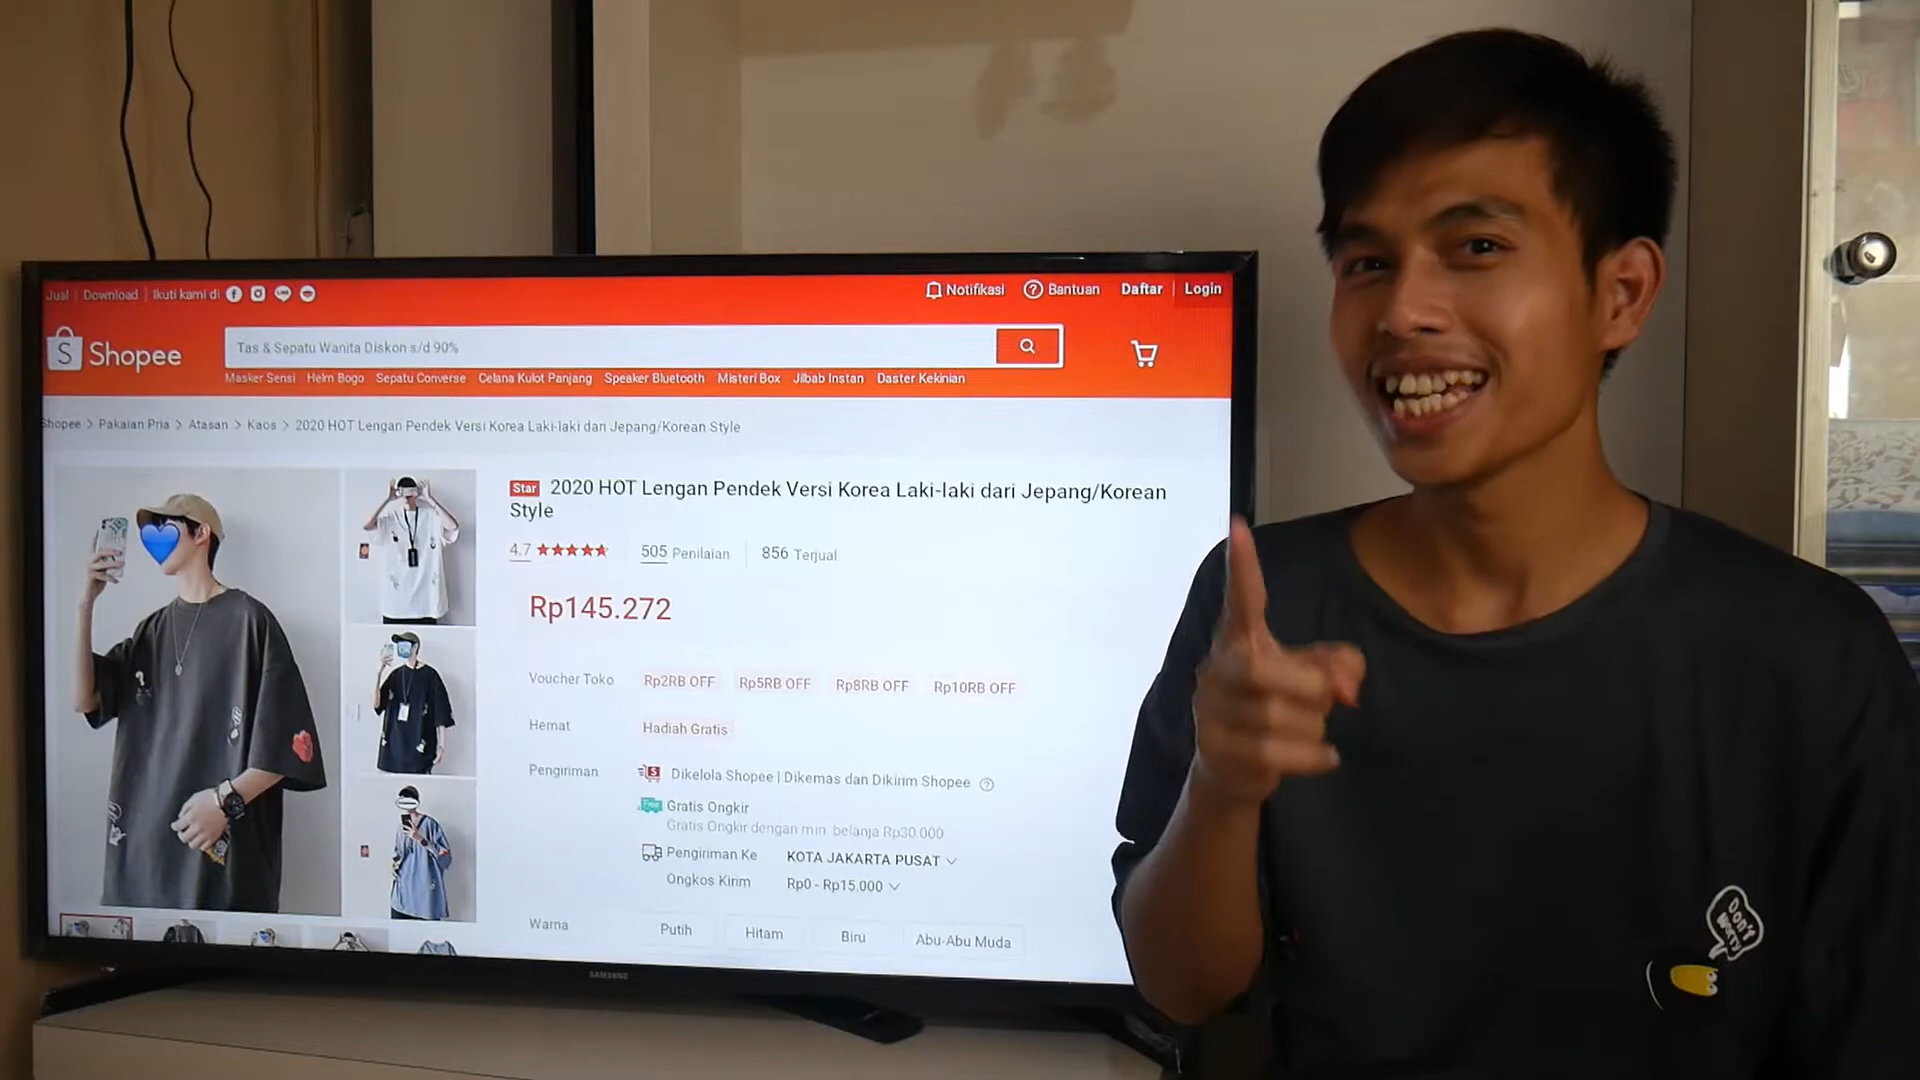 Jual | Download | Ikuti kami di
Notifikasi Bantuan Daftar | Login
Shopee
Tas & Sepatu Wanita Diskon s/d 90%
Masker Sensi Helm Bogo Sepatu Converse Celana Kulot Panjang Speaker Bluetooth Misteri Box Jilbab Instan Daster Kekinian
Shopee > Pakaian Pria > Atasan > Kaos > 2020 HOT Lengan Pendek Versi Korea Laki-laki dari Jepang/Korean Style
Star 2020 HOT Lengan Pendek Versi Korea Laki-laki dari Jepang/Korean
Style
4.7 505 Penilaian 856 Terjual
Rp145.272
Voucher Toko Rp2RB OFF Rp5RB OFF Rp8RB OFF Rp10RB OFF
Hemat Hadiah Gratis
Pengiriman Dikelola Shopee | Dikemas dan Dikirim Shopee
Gratis Ongkir
Gratis Ongkir dengan min. belanja Rp30.000
Pengiriman Ke KOTA JAKARTA PUSAT
Ongkos Kirim Rp0 - Rp15.000
Warna Putih Hitam Biru Abu-Abu Muda
SAMSUNG
Don't
WORRY